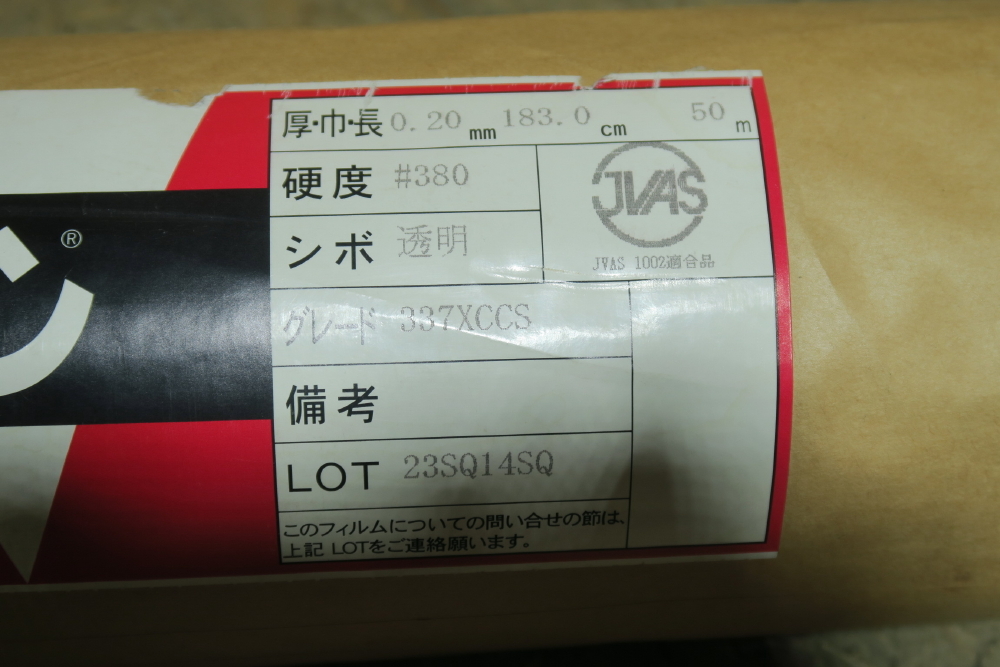 厚・巾・長 0.20 mm 183.0 cm 50 m
硬度 #380
JVAS
シボ 透明
JVAS 1002適合品
グレード 337XCCS
備考
LOT 23SQ14SQ
このフィルムについての問い合せの節は、
上記 LOTをご連絡願います。
®